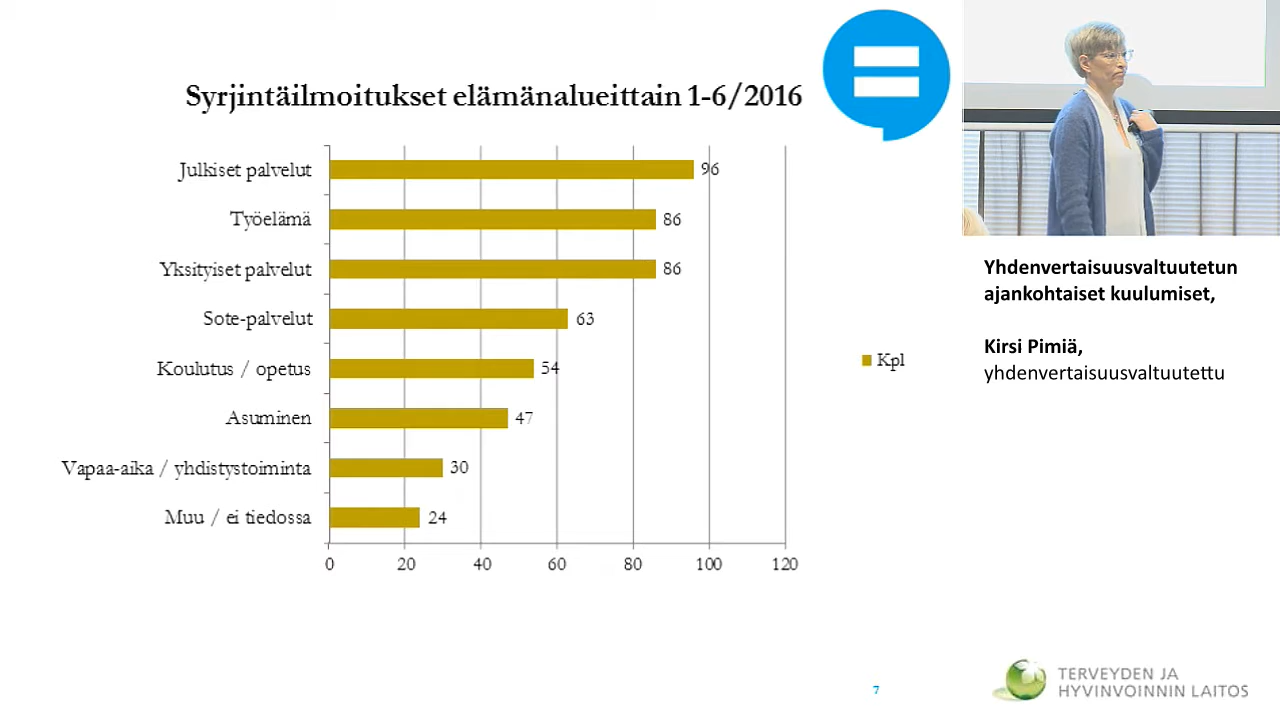 Syrjintäilmoitukset elämänalueittain 1-6/2016
Julkiset palvelut
96
Työelämä
86
Yksityiset palvelut
86
Sote-palvelut
63
Koulutus / opetus
54
Asuminen
47
Vapaa-aika / yhdistystoiminta
30
Muu / ei tiedossa
24
0 20 40 60 80 100 120
Kpl
Yhdenvertaisuusvaltuutetun
ajankohtaiset kuulumiset,
Kirsi Pimiä,
yhdenvertaisuusvaltuutettu
7
TERVEYDEN JA
HYVINVOINNIN LAITOS